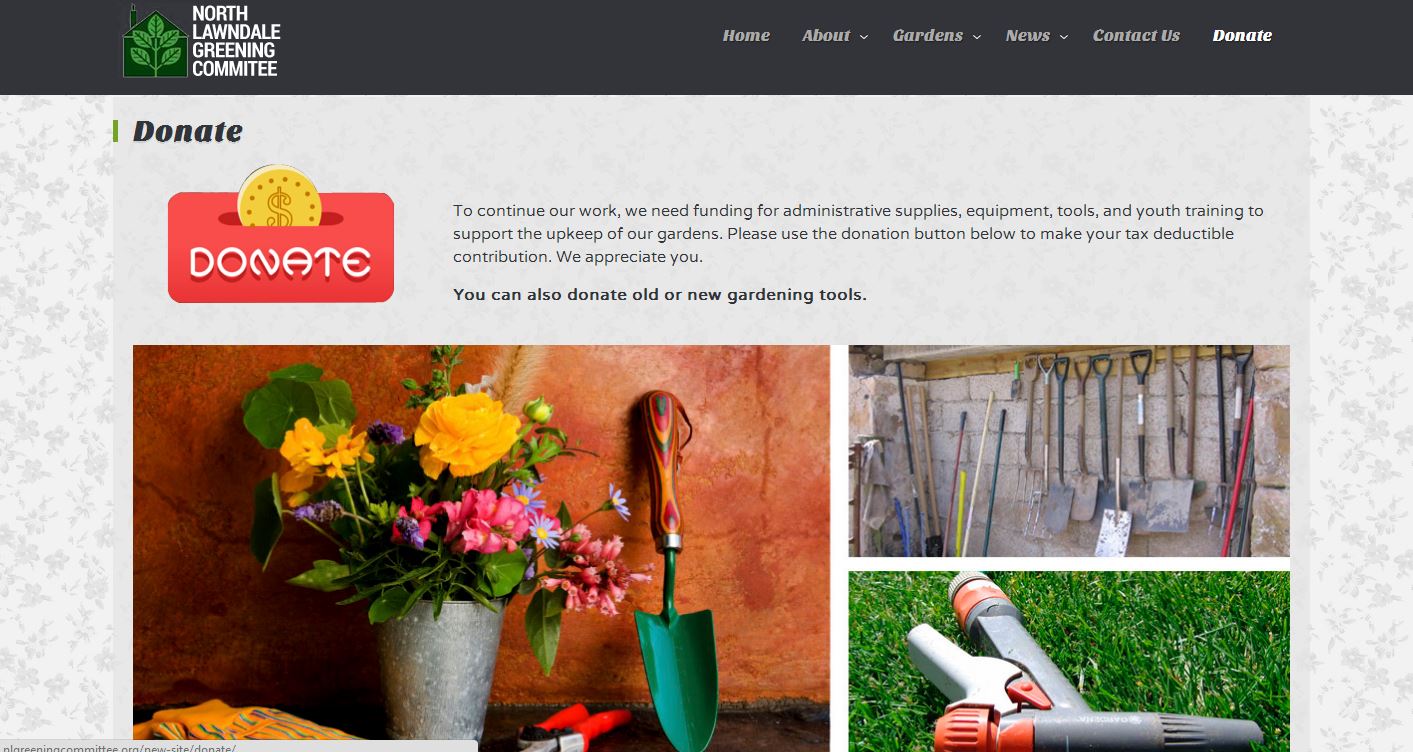 NORTH
LAWNDALE
GREENING
COMMITEE
Home About Gardens News Contact Us Donate
Donate
DONATE
To continue our work, we need funding for administrative supplies, equipment, tools, and youth training to
support the upkeep of our gardens. Please use the donation button below to make your tax deductible
contribution. We appreciate you.
You can also donate old or new gardening tools.
GARDENA
nlgreeningcommittee.org/new-site/donate/